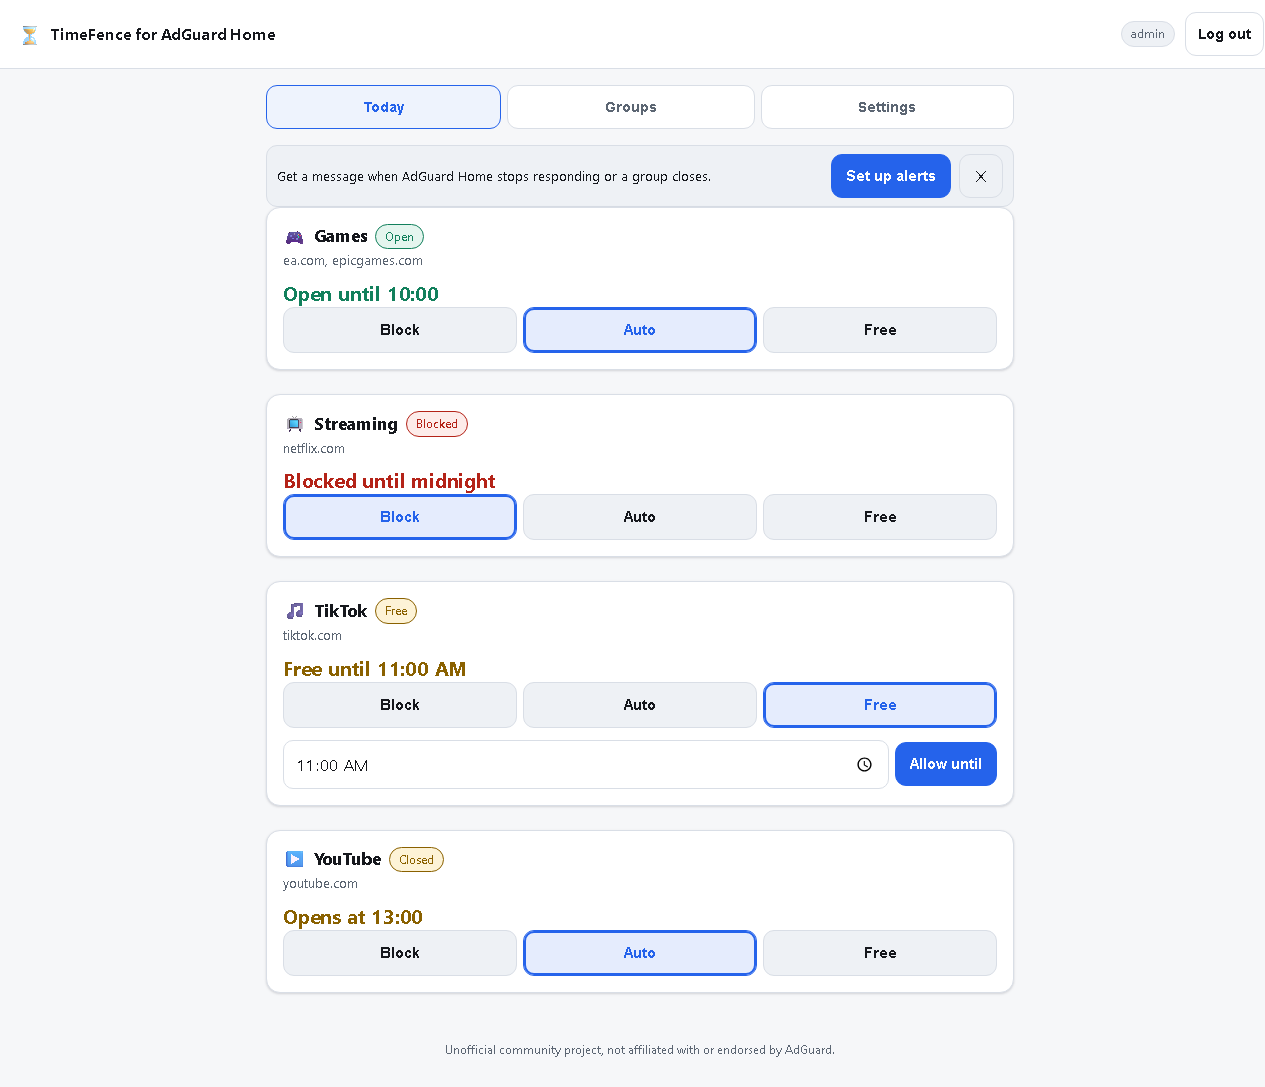 TimeFence for AdGuard Home
admin
Log out
Today
Groups
Settings
Get a message when AdGuard Home stops responding or a group closes.
Set up alerts
Games
Open
ea.com, epicgames.com
Open until 10:00
Block
Auto
Free
Streaming
Blocked
netflix.com
Blocked until midnight
Block
Auto
Free
TikTok
Free
tiktok.com
Free until 11:00 AM
Block
Auto
Free
11:00 AM
Allow until
YouTube
Closed
youtube.com
Opens at 13:00
Block
Auto
Free
Unofficial community project, not affiliated with or endorsed by AdGuard.